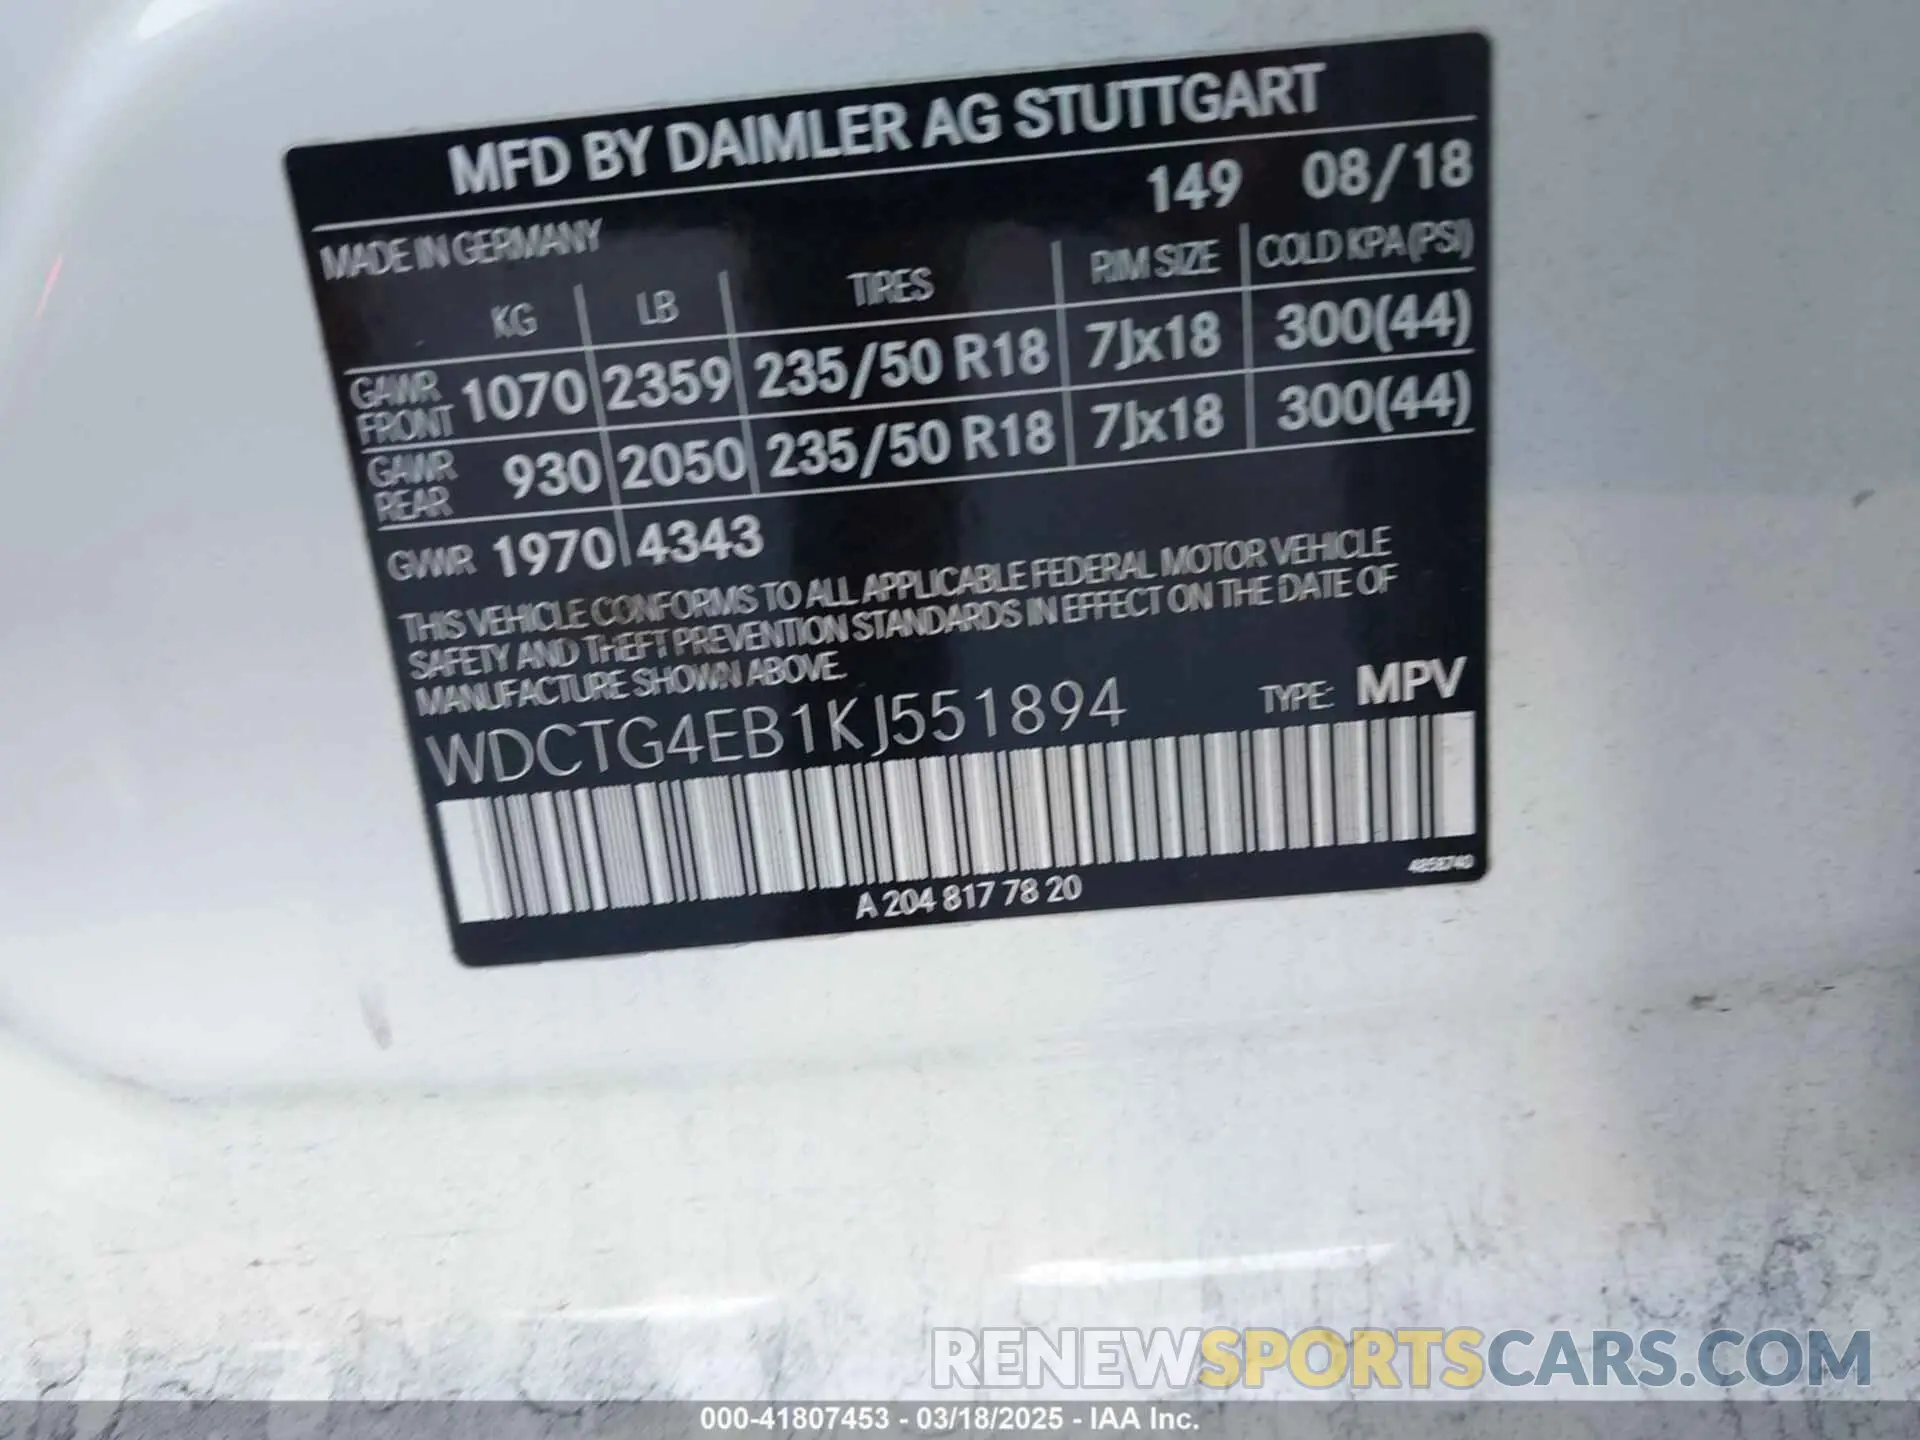 MFD BY DAIMLER AG STUTTGART
MADE IN GERMANY 149 08/18
KG LB TIRES RIM SIZE COLD KPA (PSI)
GAWR FRONT 1070 2359 235/50 R18 7Jx18 300(44)
GAWR REAR 930 2050 235/50 R18 7Jx18 300(44)
GVWR 1970 4343
THIS VEHICLE CONFORMS TO ALL APPLICABLE FEDERAL MOTOR VEHICLE
SAFETY AND THEFT PREVENTION STANDARDS IN EFFECT ON THE DATE OF
MANUFACTURE SHOWN ABOVE.
WDCTG4EB1KJ551894 TYPE: MPV
A 204 817 78 20
4858740
RENEWSPORTSCARS.COM
000-41807453 - 03/18/2025 - IAA Inc.